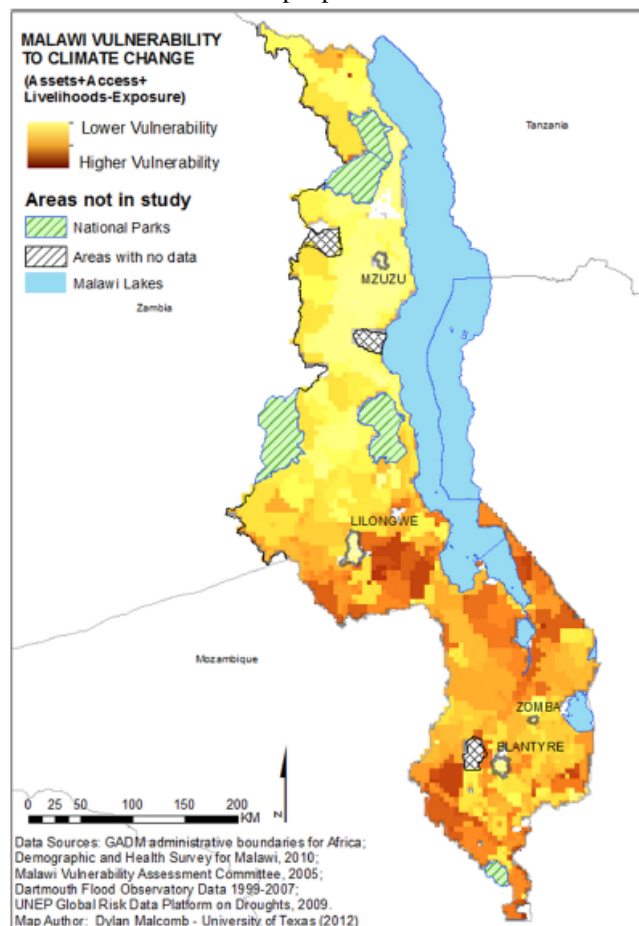 MALAWI VULNERABILITY
TO CLIMATE CHANGE
(Assets+Access+
Livelihoods-Exposure)
Lower Vulnerability
Higher Vulnerability
Areas not in study
National Parks
Areas with no data
Malawi Lakes
Tanzania
Zambia
MZUZU
LILONGWE
Mozambique
ZOMBA
BLANTYRE
0 25 50 100 150 200
KM
N
Data Sources: GADM administrative boundaries for Africa;
Demographic and Health Survey for Malawi, 2010;
Malawi Vulnerability Assessment Committee, 2005;
Dartmouth Flood Observatory Data 1999-2007;
UNEP Global Risk Data Platform on Droughts, 2009.
Map Author: Dylan Malcomb - University of Texas (2012)